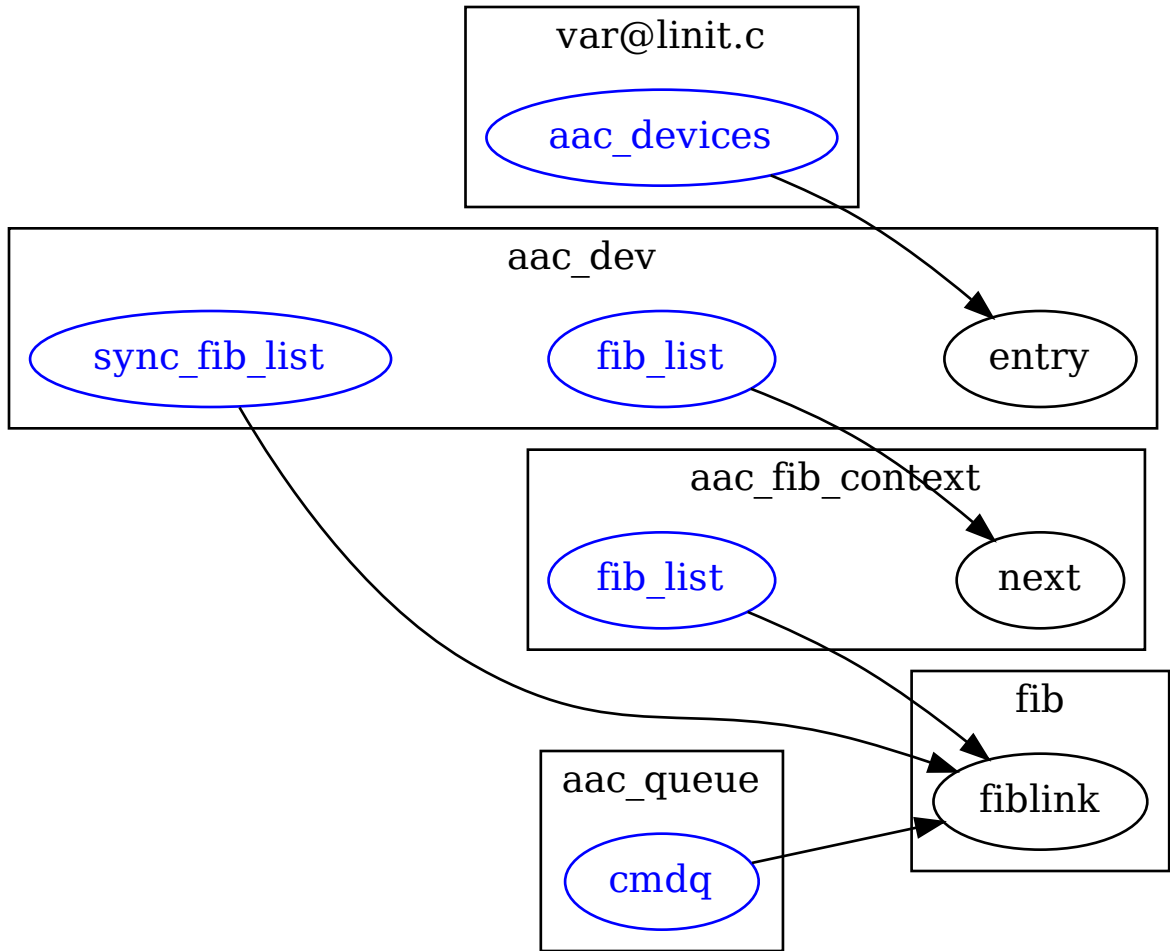 var@linit.c
aac_devices
aac_dev
sync_fib_list
fib_list
entry
aac_fib_context
fib_list
next
fib
fiblink
aac_queue
cmdq